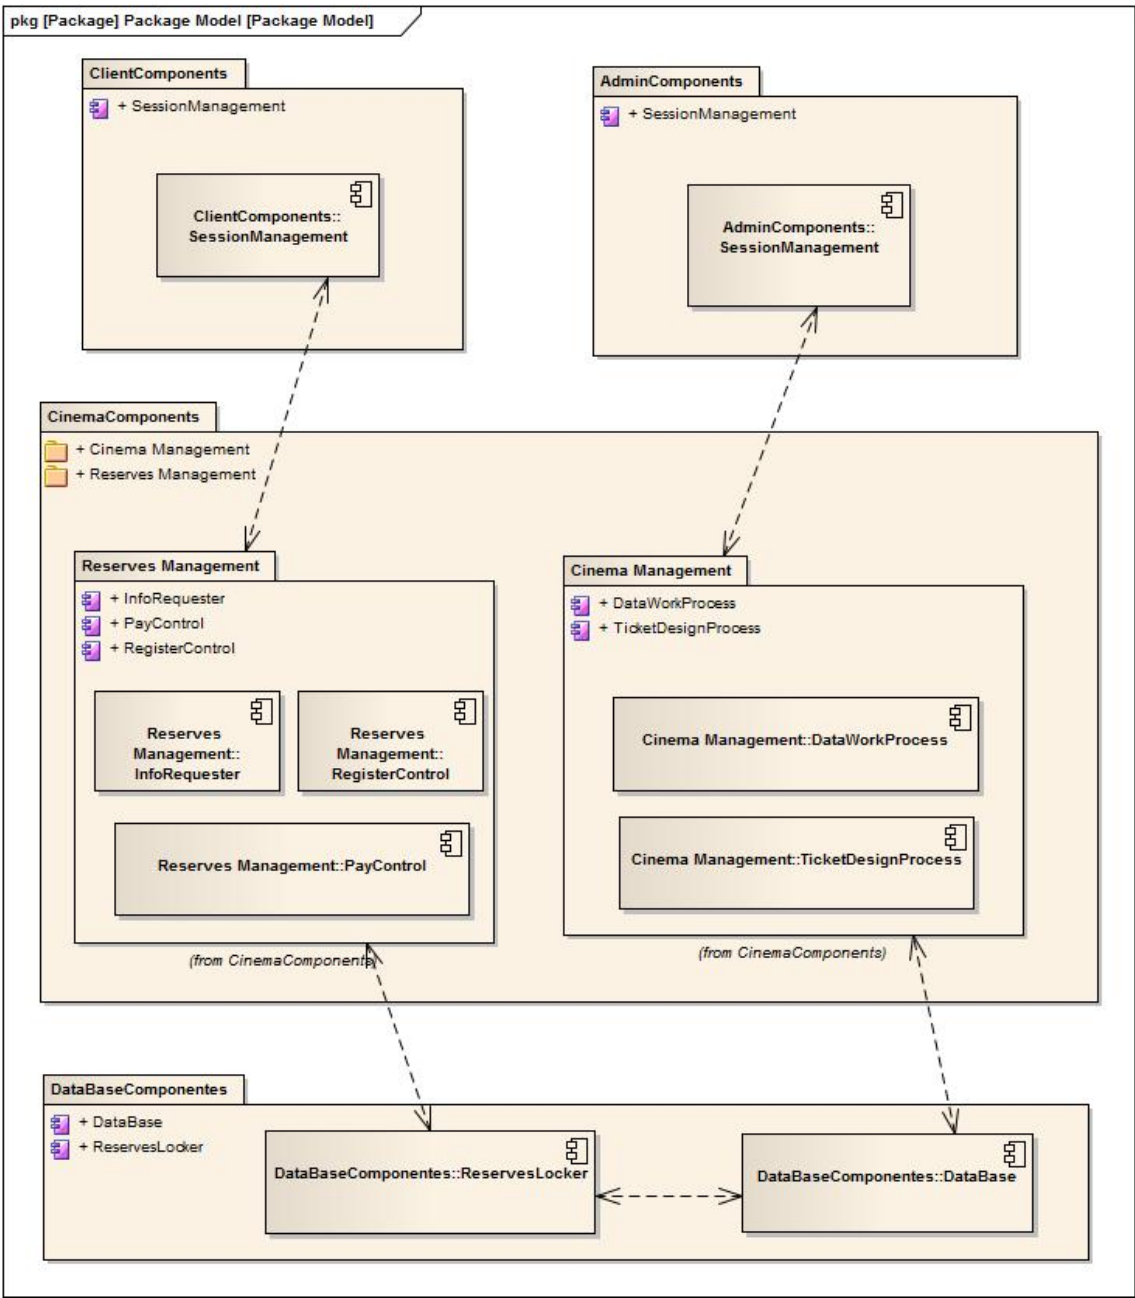 pkg [Package] Package Model [Package Model]
ClientComponents
+ SessionManagement
ClientComponents::
SessionManagement
AdminComponents
+ SessionManagement
AdminComponents::
SessionManagement
CinemaComponents
+ Cinema Management
+ Reserves Management
Reserves Management
+ InfoRequester
+ PayControl
+ RegisterControl
Reserves
Management::
InfoRequester
Reserves
Management::
RegisterControl
Reserves Management::PayControl
(from CinemaComponents)
Cinema Management
+ DataWorkProcess
+ TicketDesignProcess
Cinema Management::DataWorkProcess
Cinema Management::TicketDesignProcess
(from CinemaComponents)
DataBaseComponentes
+ DataBase
+ ReservesLocker
DataBaseComponentes::ReservesLocker
DataBaseComponentes::DataBase